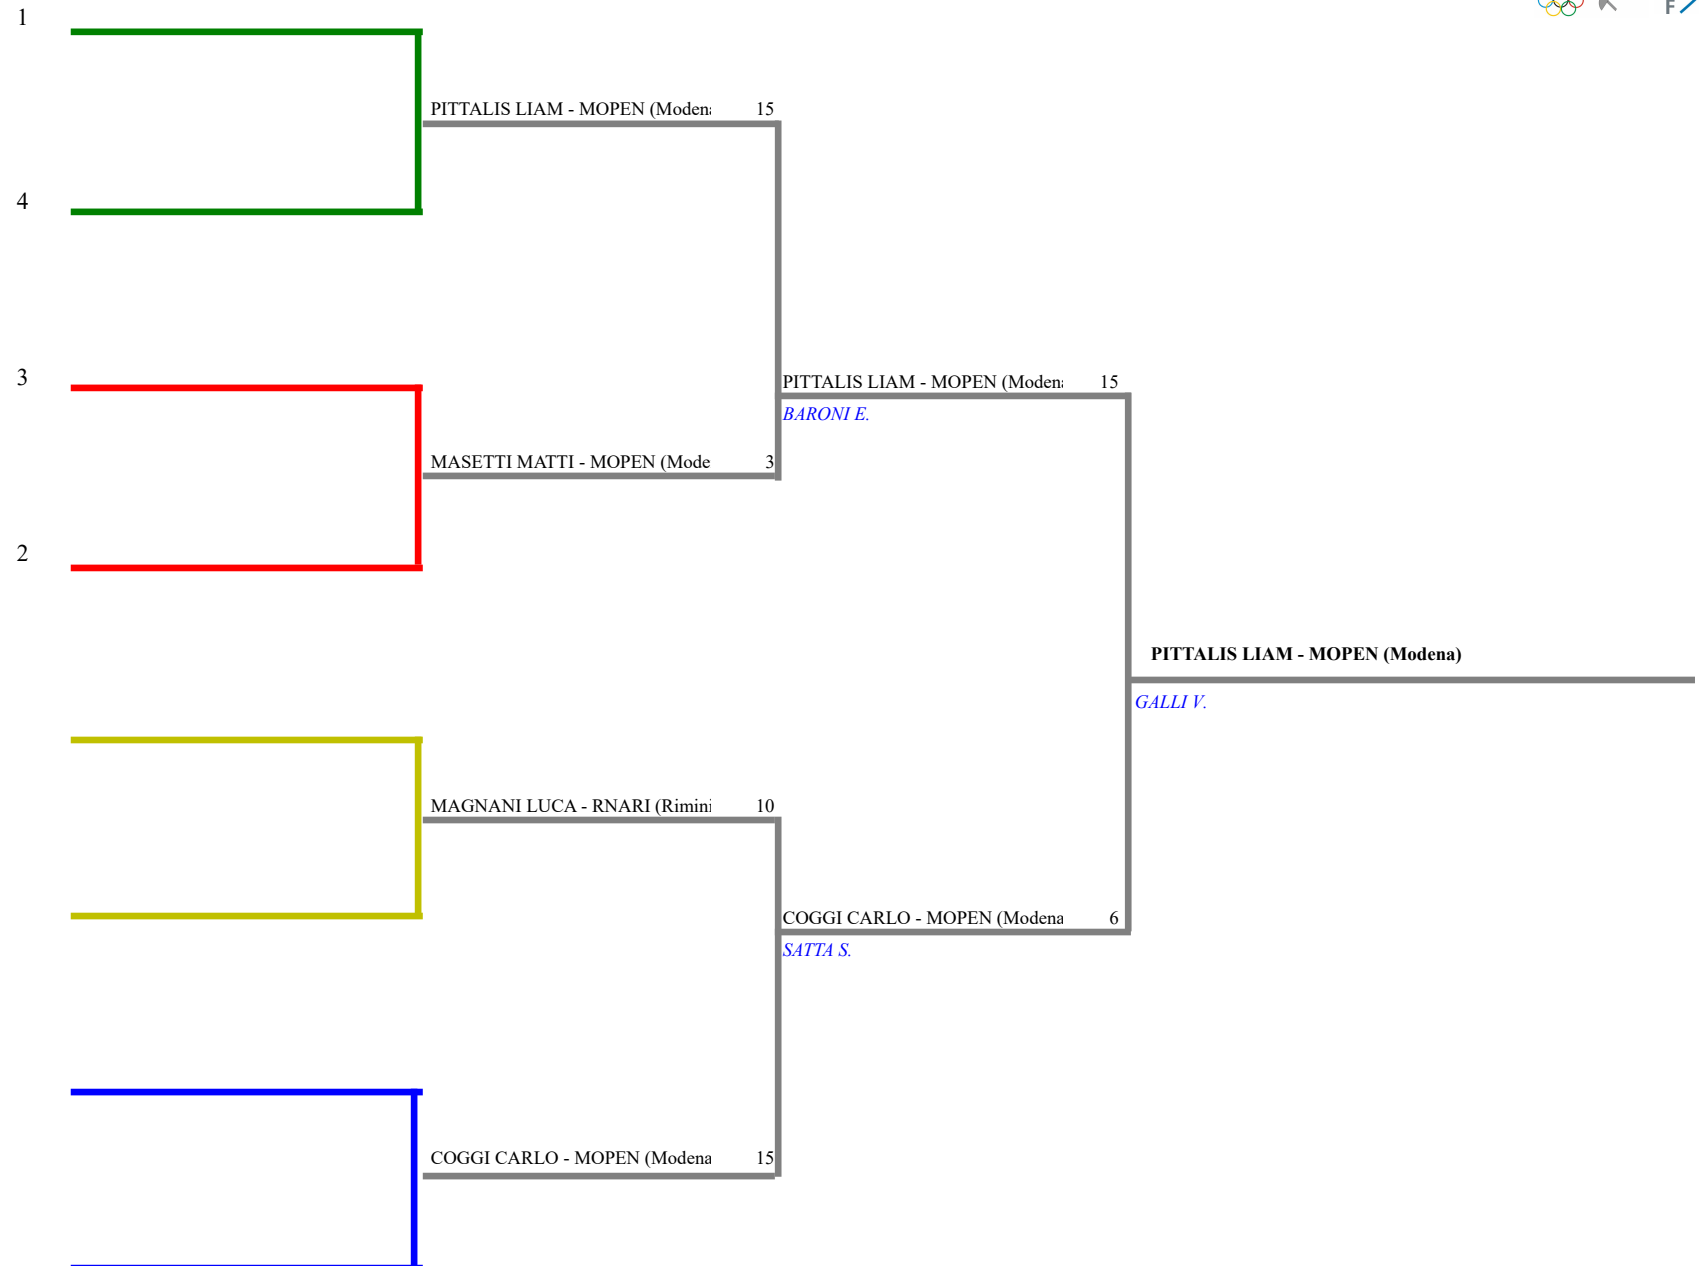 1
PITTALIS LIAM - MOPEN (Moden 15
4
3
PITTALIS LIAM - MOPEN (Moden 15
BARONI E.
MASETTI MATTI - MOPEN (Mode 3
2
PITTALIS LIAM - MOPEN (Modena)
GALLI V.
MAGNANI LUCA - RNARI (Rimini 10
COGGI CARLO - MOPEN (Modena 6
SATTA S.
COGGI CARLO - MOPEN (Modena 15
F